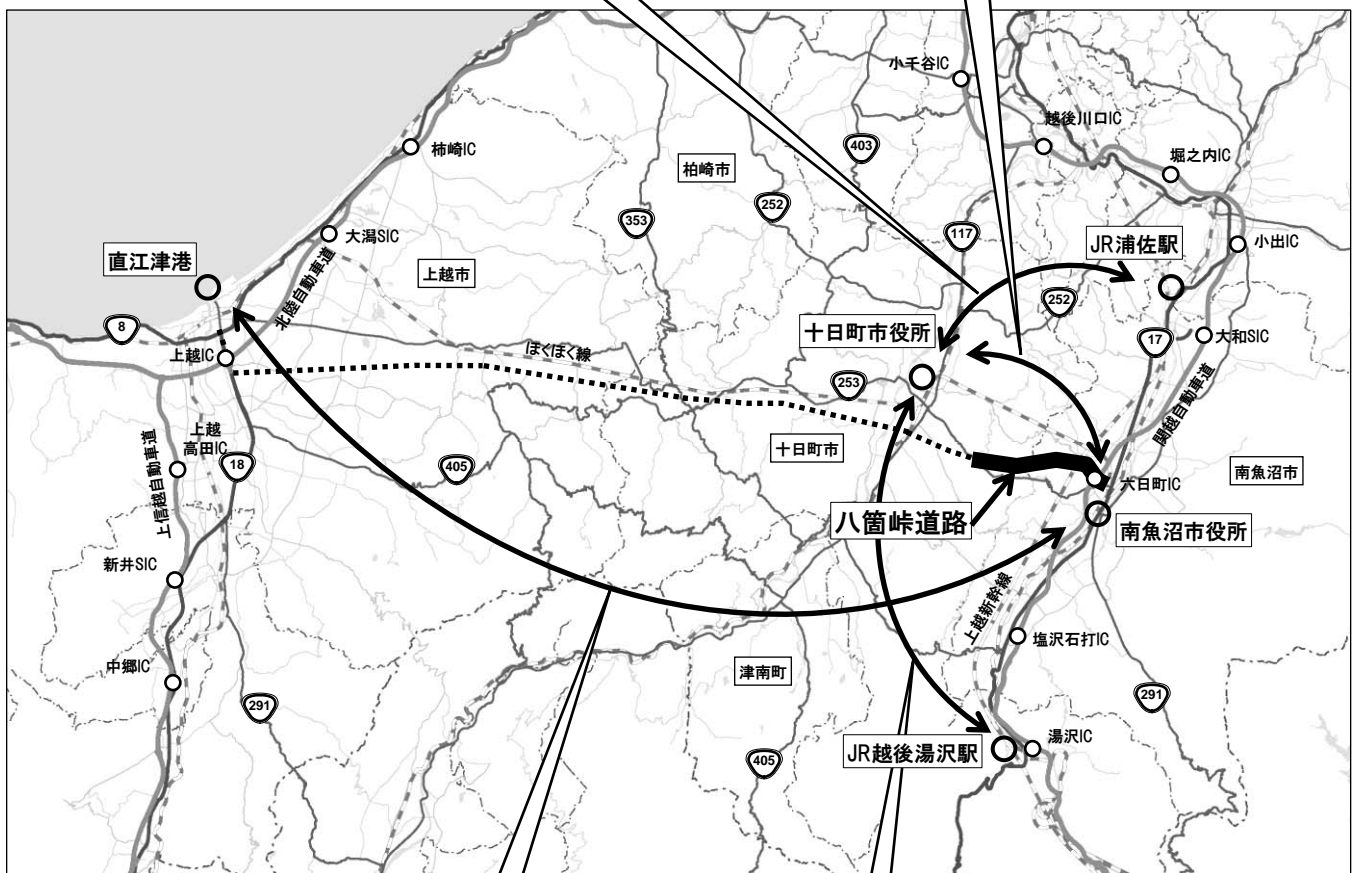 小千谷IC
越後川口IC
柿崎IC
403
堀之内IC
柏崎市
252
353
大潟SIC
117
JR浦佐駅
小出IC
直江津港
上越市
北陸自動車道
252
8
十日町市役所
17
大和SIC
上越IC
ほくほく線
253
関越自動車道
上越
高田IC
十日町市
上信越自動車道
18
405
六日町IC
南魚沼市
八箇峠道路
南魚沼市役所
新井SIC
上越新幹線
塩沢石打IC
中郷IC
津南町
291
291
JR越後湯沢駅
湯沢IC
405